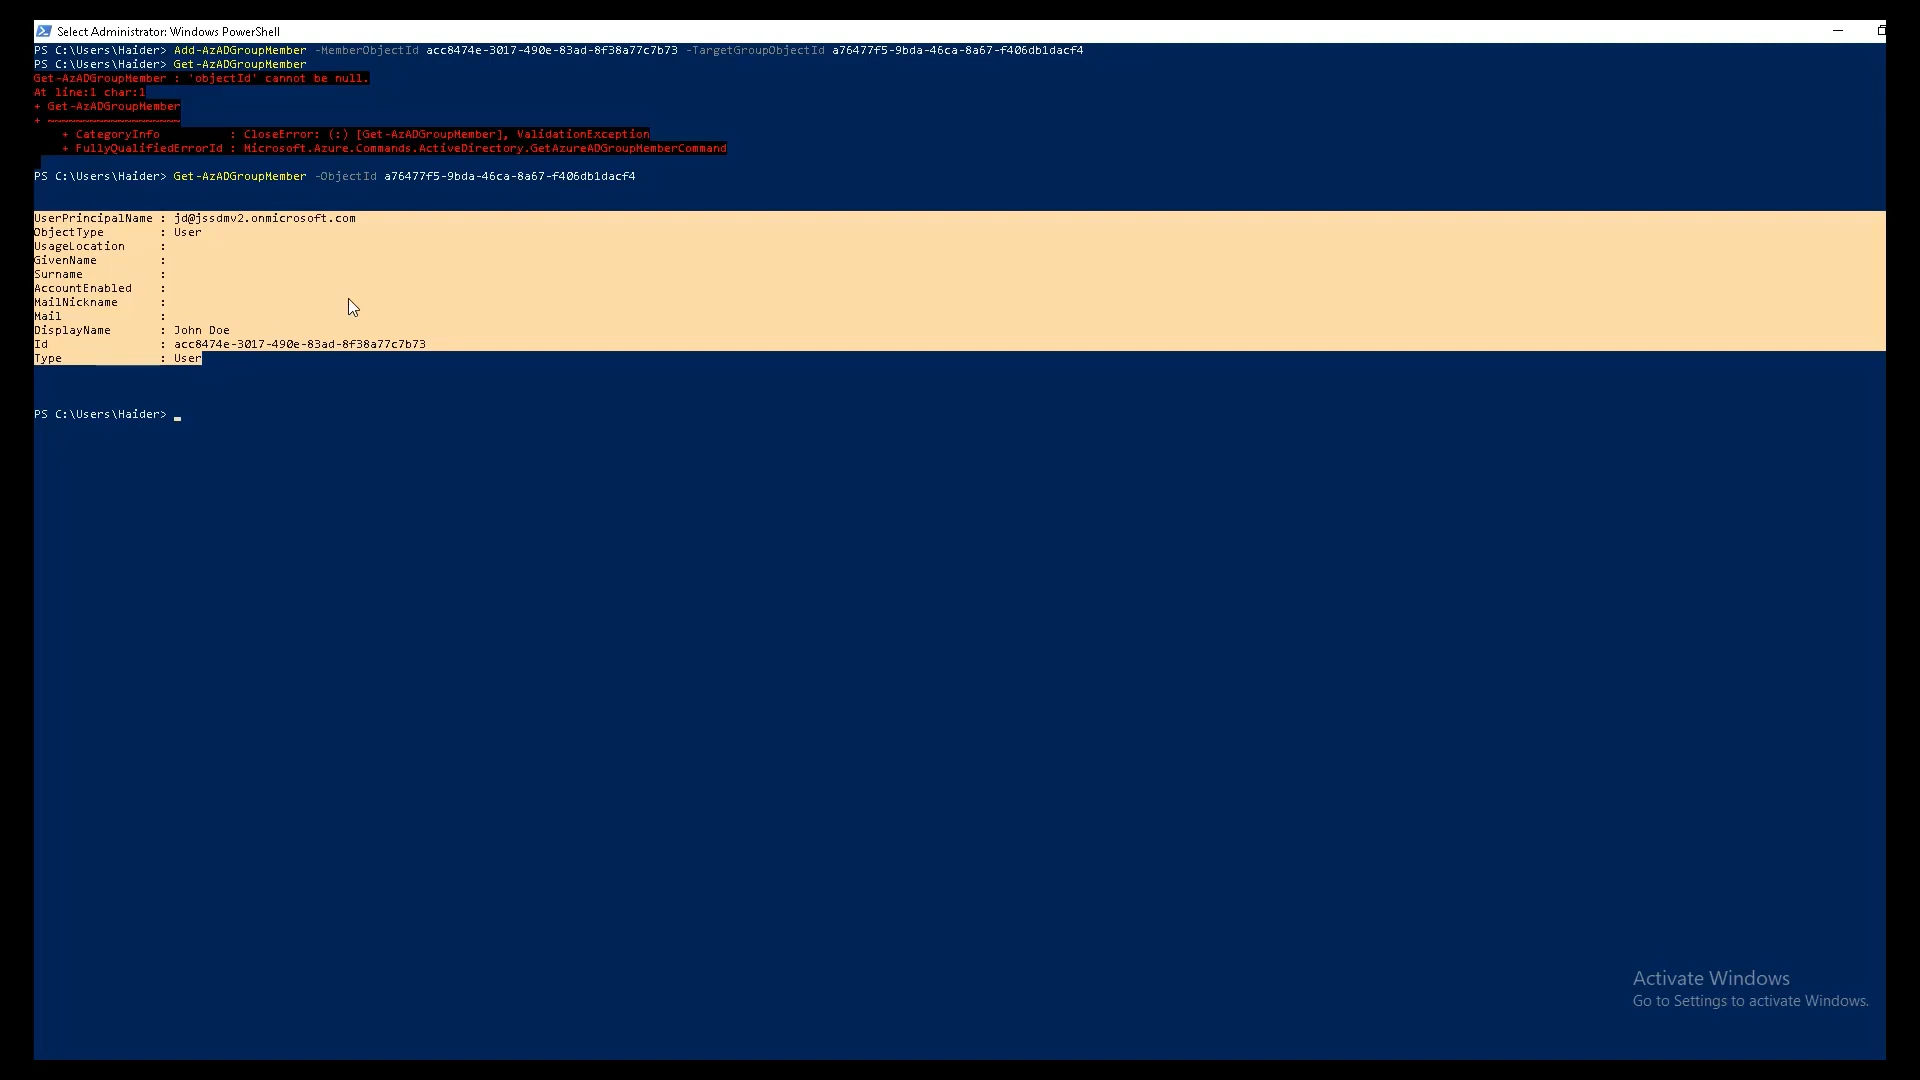 Select Administrator: Windows PowerShell
PS C:\Users\Haider> Add-AzADGroupMember -MemberObjectId acc8474e-3017-490e-83ad-8f38a77c7b73 -TargetGroupObjectId a76477f5-9bda-46ca-8a67-f406db1dacf4
PS C:\Users\Haider> Get-AzADGroupMember
Get-AzADGroupMember : 'objectId' cannot be null.
At line:1 char:1
+ Get-AzADGroupMember
+ ~~~~~~~~~~~~~~~~~~~
    + CategoryInfo          : CloseError: (:) [Get-AzADGroupMember], ValidationException
    + FullyQualifiedErrorId : Microsoft.Azure.Commands.ActiveDirectory.GetAzureADGroupMemberCommand
PS C:\Users\Haider> Get-AzADGroupMember -ObjectId a76477f5-9bda-46ca-8a67-f406db1dacf4
UserPrincipalName : jd@jssdmv2.onmicrosoft.com
ObjectType        : User
UsageLocation     :
GivenName         :
Surname           :
AccountEnabled    :
MailNickname      :
Mail              :
DisplayName       : John Doe
Id                : acc8474e-3017-490e-83ad-8f38a77c7b73
Type              : User
PS C:\Users\Haider>
Activate Windows
Go to Settings to activate Windows.